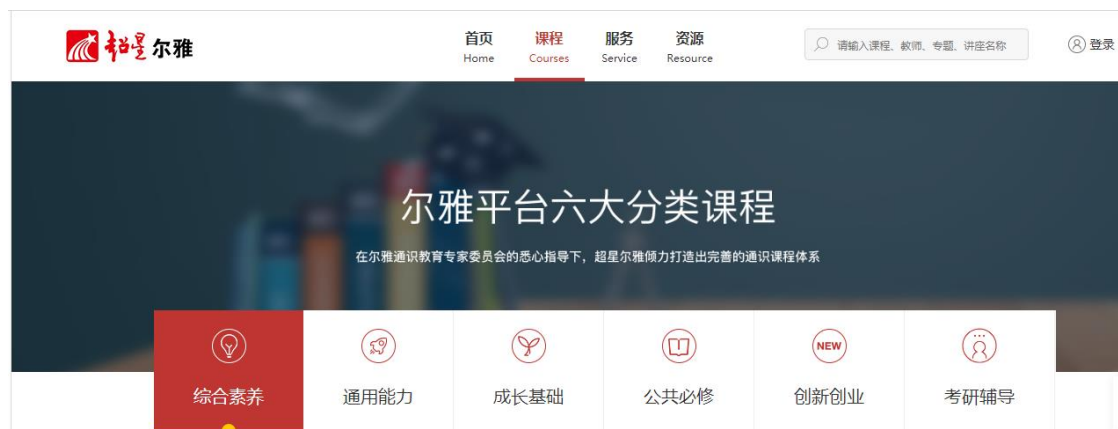 超星尔雅
首页 课程 服务 资源
Home Courses Service Resource
请输入课程、教师、专题、讲座名称
登录
尔雅平台六大分类课程
在尔雅通识教育专家委员会的悉心指导下，超星尔雅倾力打造出完善的通识课程体系
NEW
综合素养 通用能力 成长基础 公共必修 创新创业 考研辅导